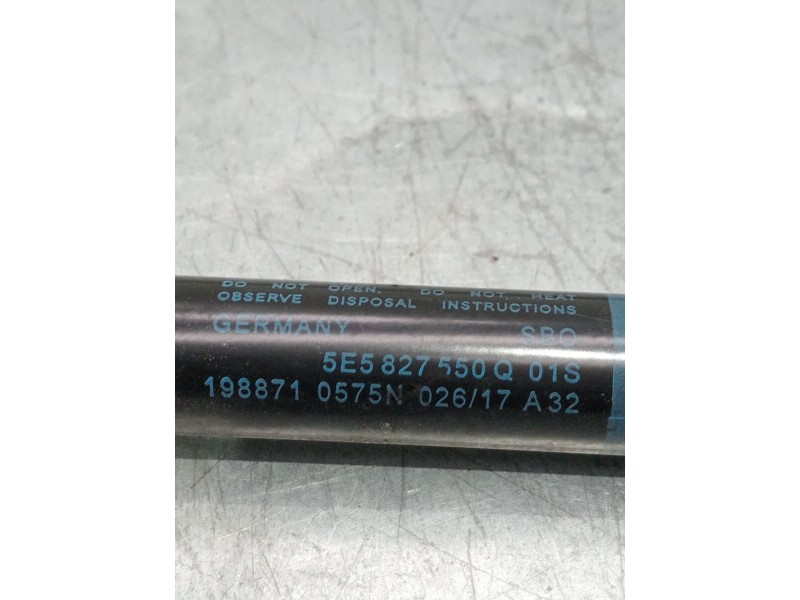 DO NOT OPEN. DO NOT HEAT
OBSERVE DISPOSAL INSTRUCTIONS
GERMANY SBO
5E5 827 550 Q 01S
198871 0575N 026/17 A32